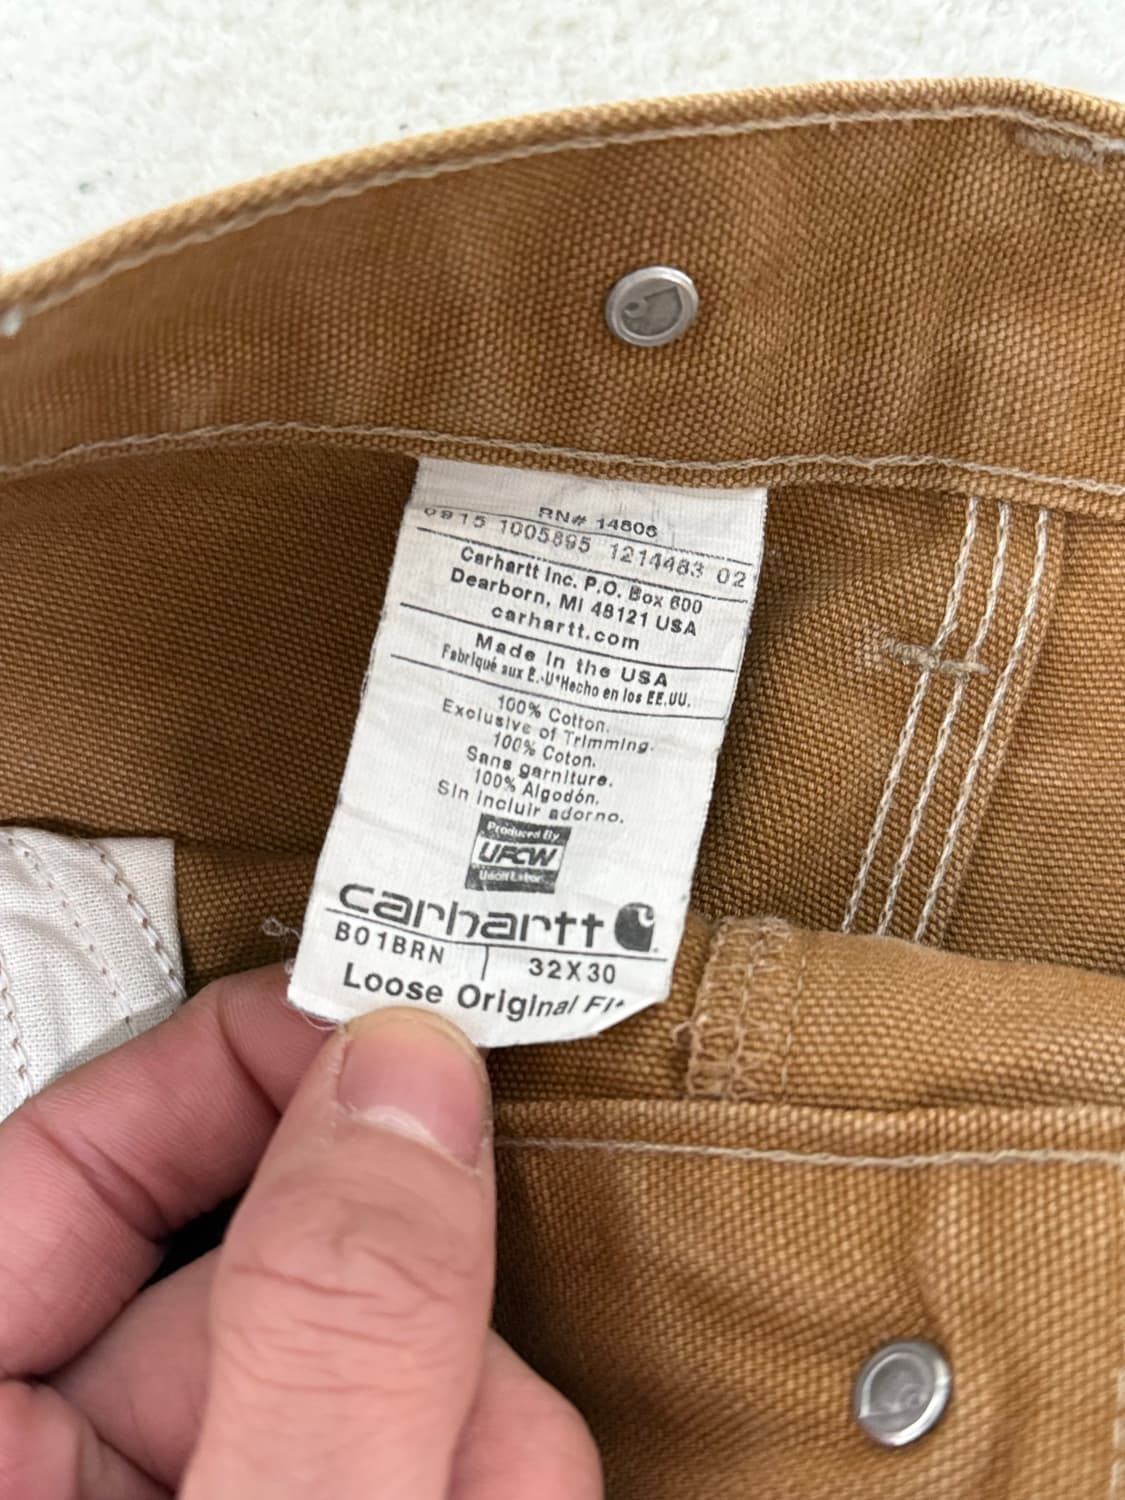 RN# 14806
0915 1005895 1214483 02
Carhartt Inc. P.O. Box 600
Dearborn, MI 48121 USA
carhartt.com
Made in the USA
Fabriqué aux É.-U*Hecho en los EE.UU.
100% Cotton.
Exclusive of Trimming.
100% Coton.
Sans garniture.
100% Algodón.
Sin incluir adorno.
Produced By
UFCW
Union Labor
carhartt
B01BRN | 32X30
Loose Original Fit